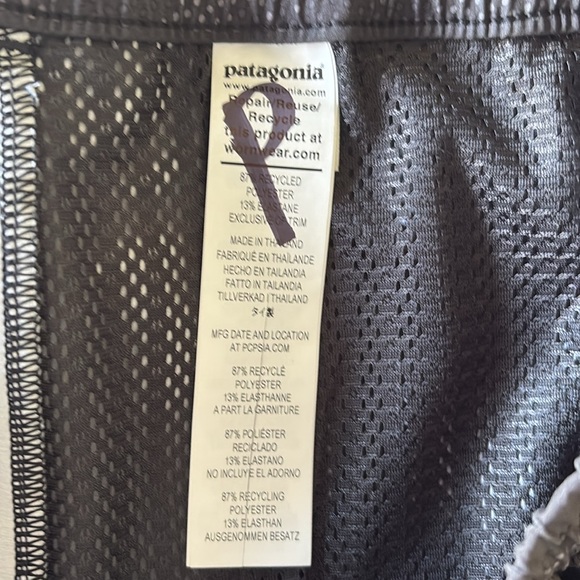 patagonia
www.patagonia.com
Repair/Reuse/
Recycle
this product at
wornwear.com
87% RECYCLED
POLYESTER
13% ELASTANE
EXCLUSIVE OF TRIM
MADE IN THAILAND
FABRIQUÉ EN THAÏLANDE
HECHO EN TAILANDIA
FATTO IN TAILANDIA
TILLVERKAD I THAILAND
タイ製
MFG DATE AND LOCATION
AT PCPSIA.COM
87% RECYCLÉ
POLYESTER
13% ELASTHANNE
A PART LA GARNITURE
87% POLIÉSTER
RECICLADO
13% ELASTANO
NO INCLUYE EL ADORNO
87% RECYCLING
POLYESTER
13% ELASTHAN
AUSGENOMMEN BESATZ